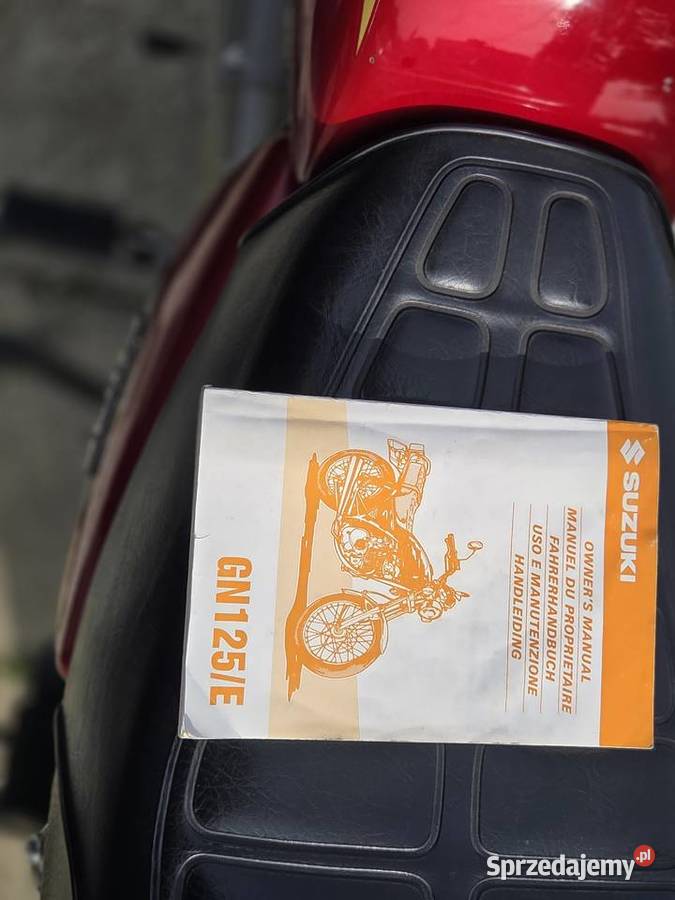 SUZUKI
OWNER'S MANUAL
MANUEL DU PROPRIETAIRE
FAHRERHANDBUCH
USO E MANUTENZIONE
HANDLEIDING
GN125/E
Sprzedajemy.pl